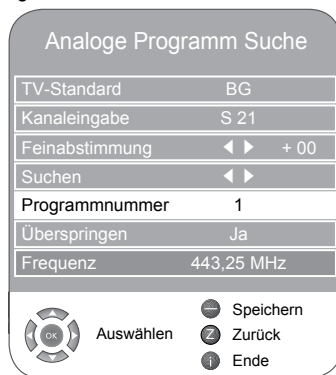 Analoge Programm Suche
TV-Standard BG
Kanaleingabe S 21
Feinabstimmung + 00
Suchen
Programmnummer 1
Überspringen Ja
Frequenz 443,25 MHz
Speichern
OK Auswählen Z Zurück
i Ende